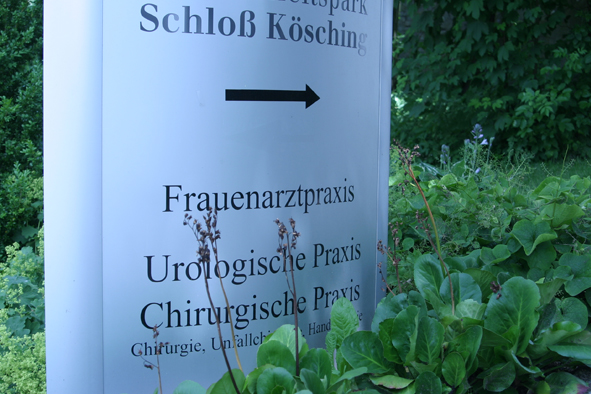 Schloß Kösching
Frauenarztpraxis
Urologische Praxis
Chirurgische Praxis
Chirurgie,